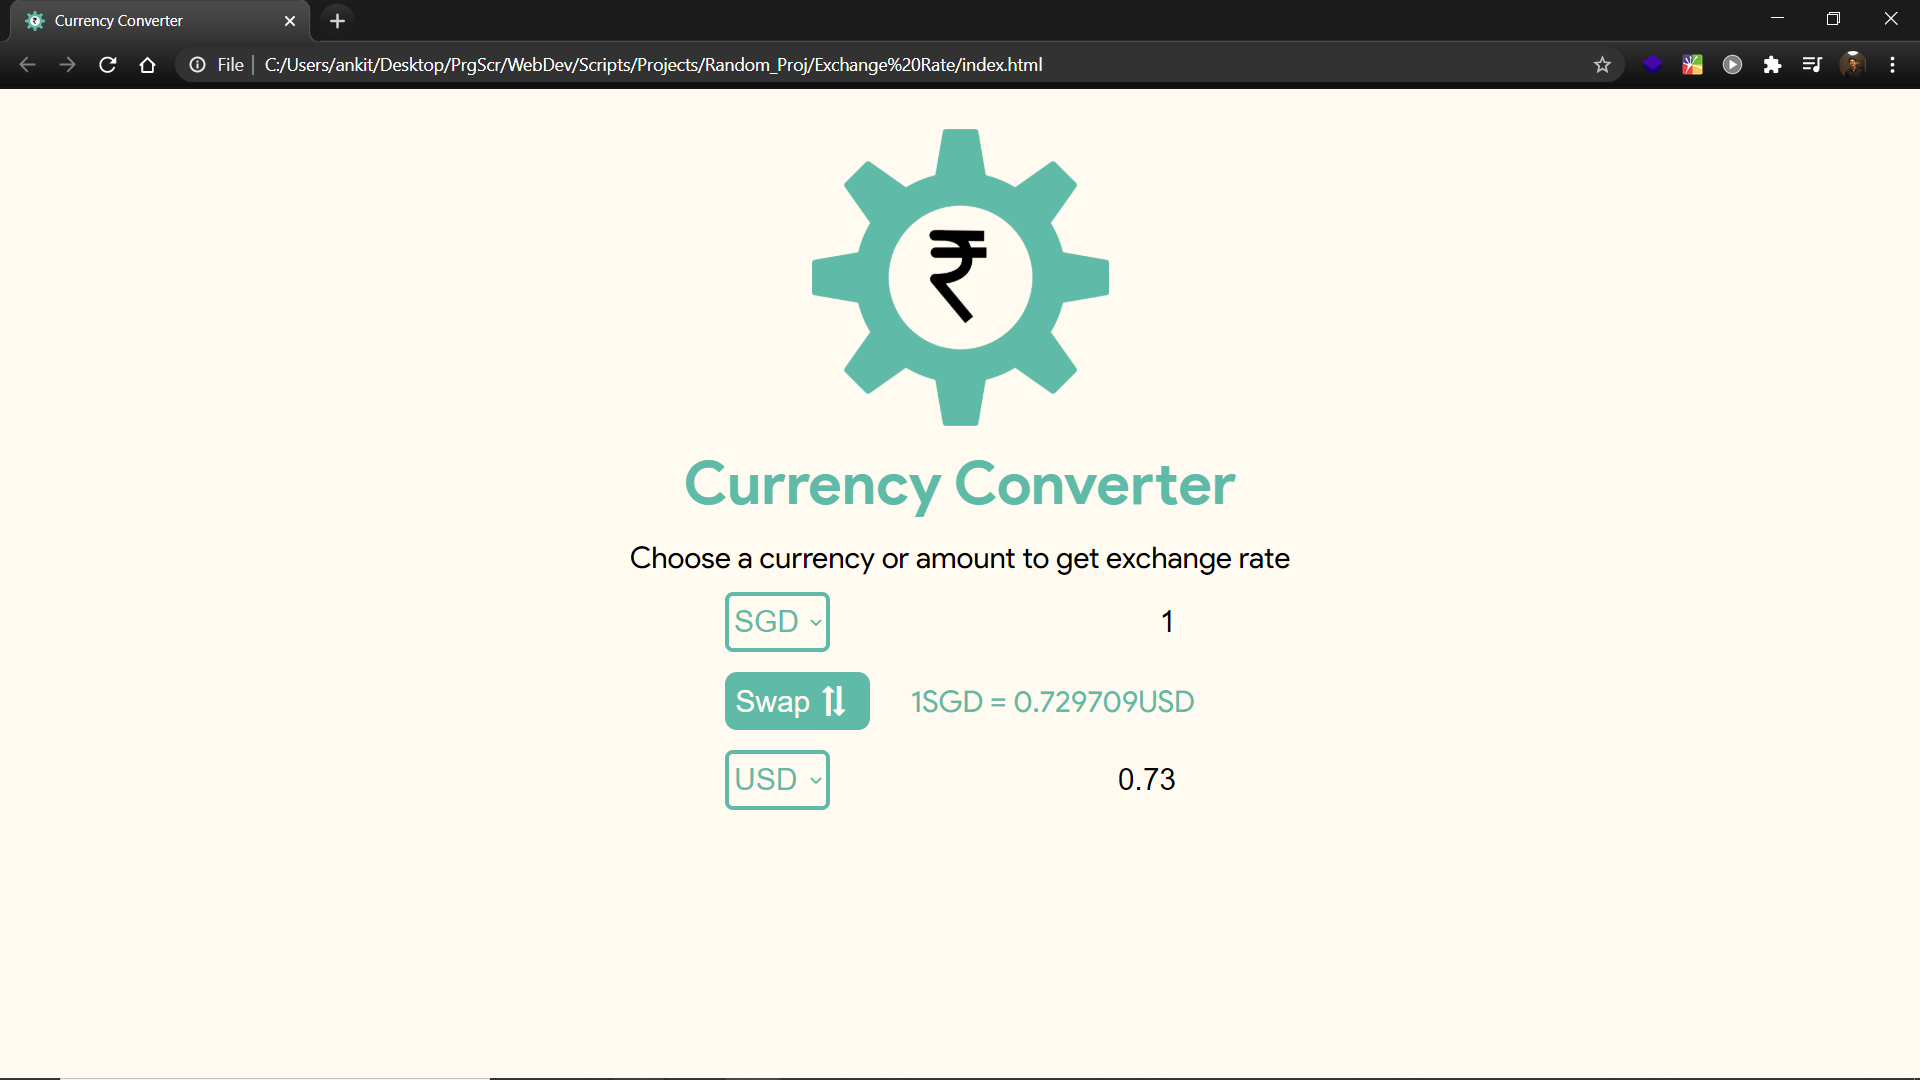 Currency Converter
File
C:/Users/ankit/Desktop/PrgScr/WebDev/Scripts/Projects/Random_Proj/Exchange%20Rate/index.html
₹
Currency Converter
Choose a currency or amount to get exchange rate
SGD 1
Swap 1SGD = 0.729709USD
USD 0.73